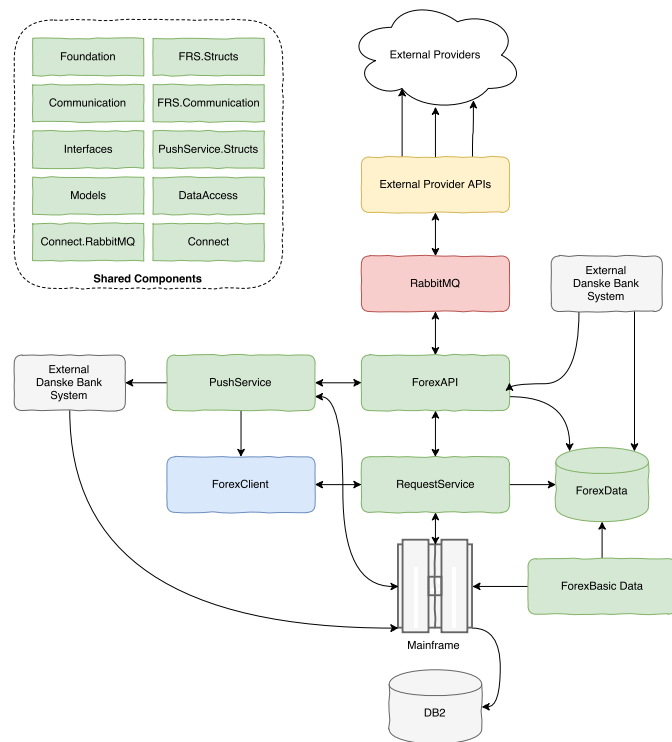 External Providers
Foundation
FRS.Structs
Communication
FRS.Communication
Interfaces
PushService.Structs
Models
DataAccess
Connect.RabbitMQ
Connect
Shared Components
External Provider APIs
RabbitMQ
External
Danske Bank
System
External
Danske Bank
System
PushService
ForexAPI
ForexClient
RequestService
ForexData
ForexBasic Data
Mainframe
DB2